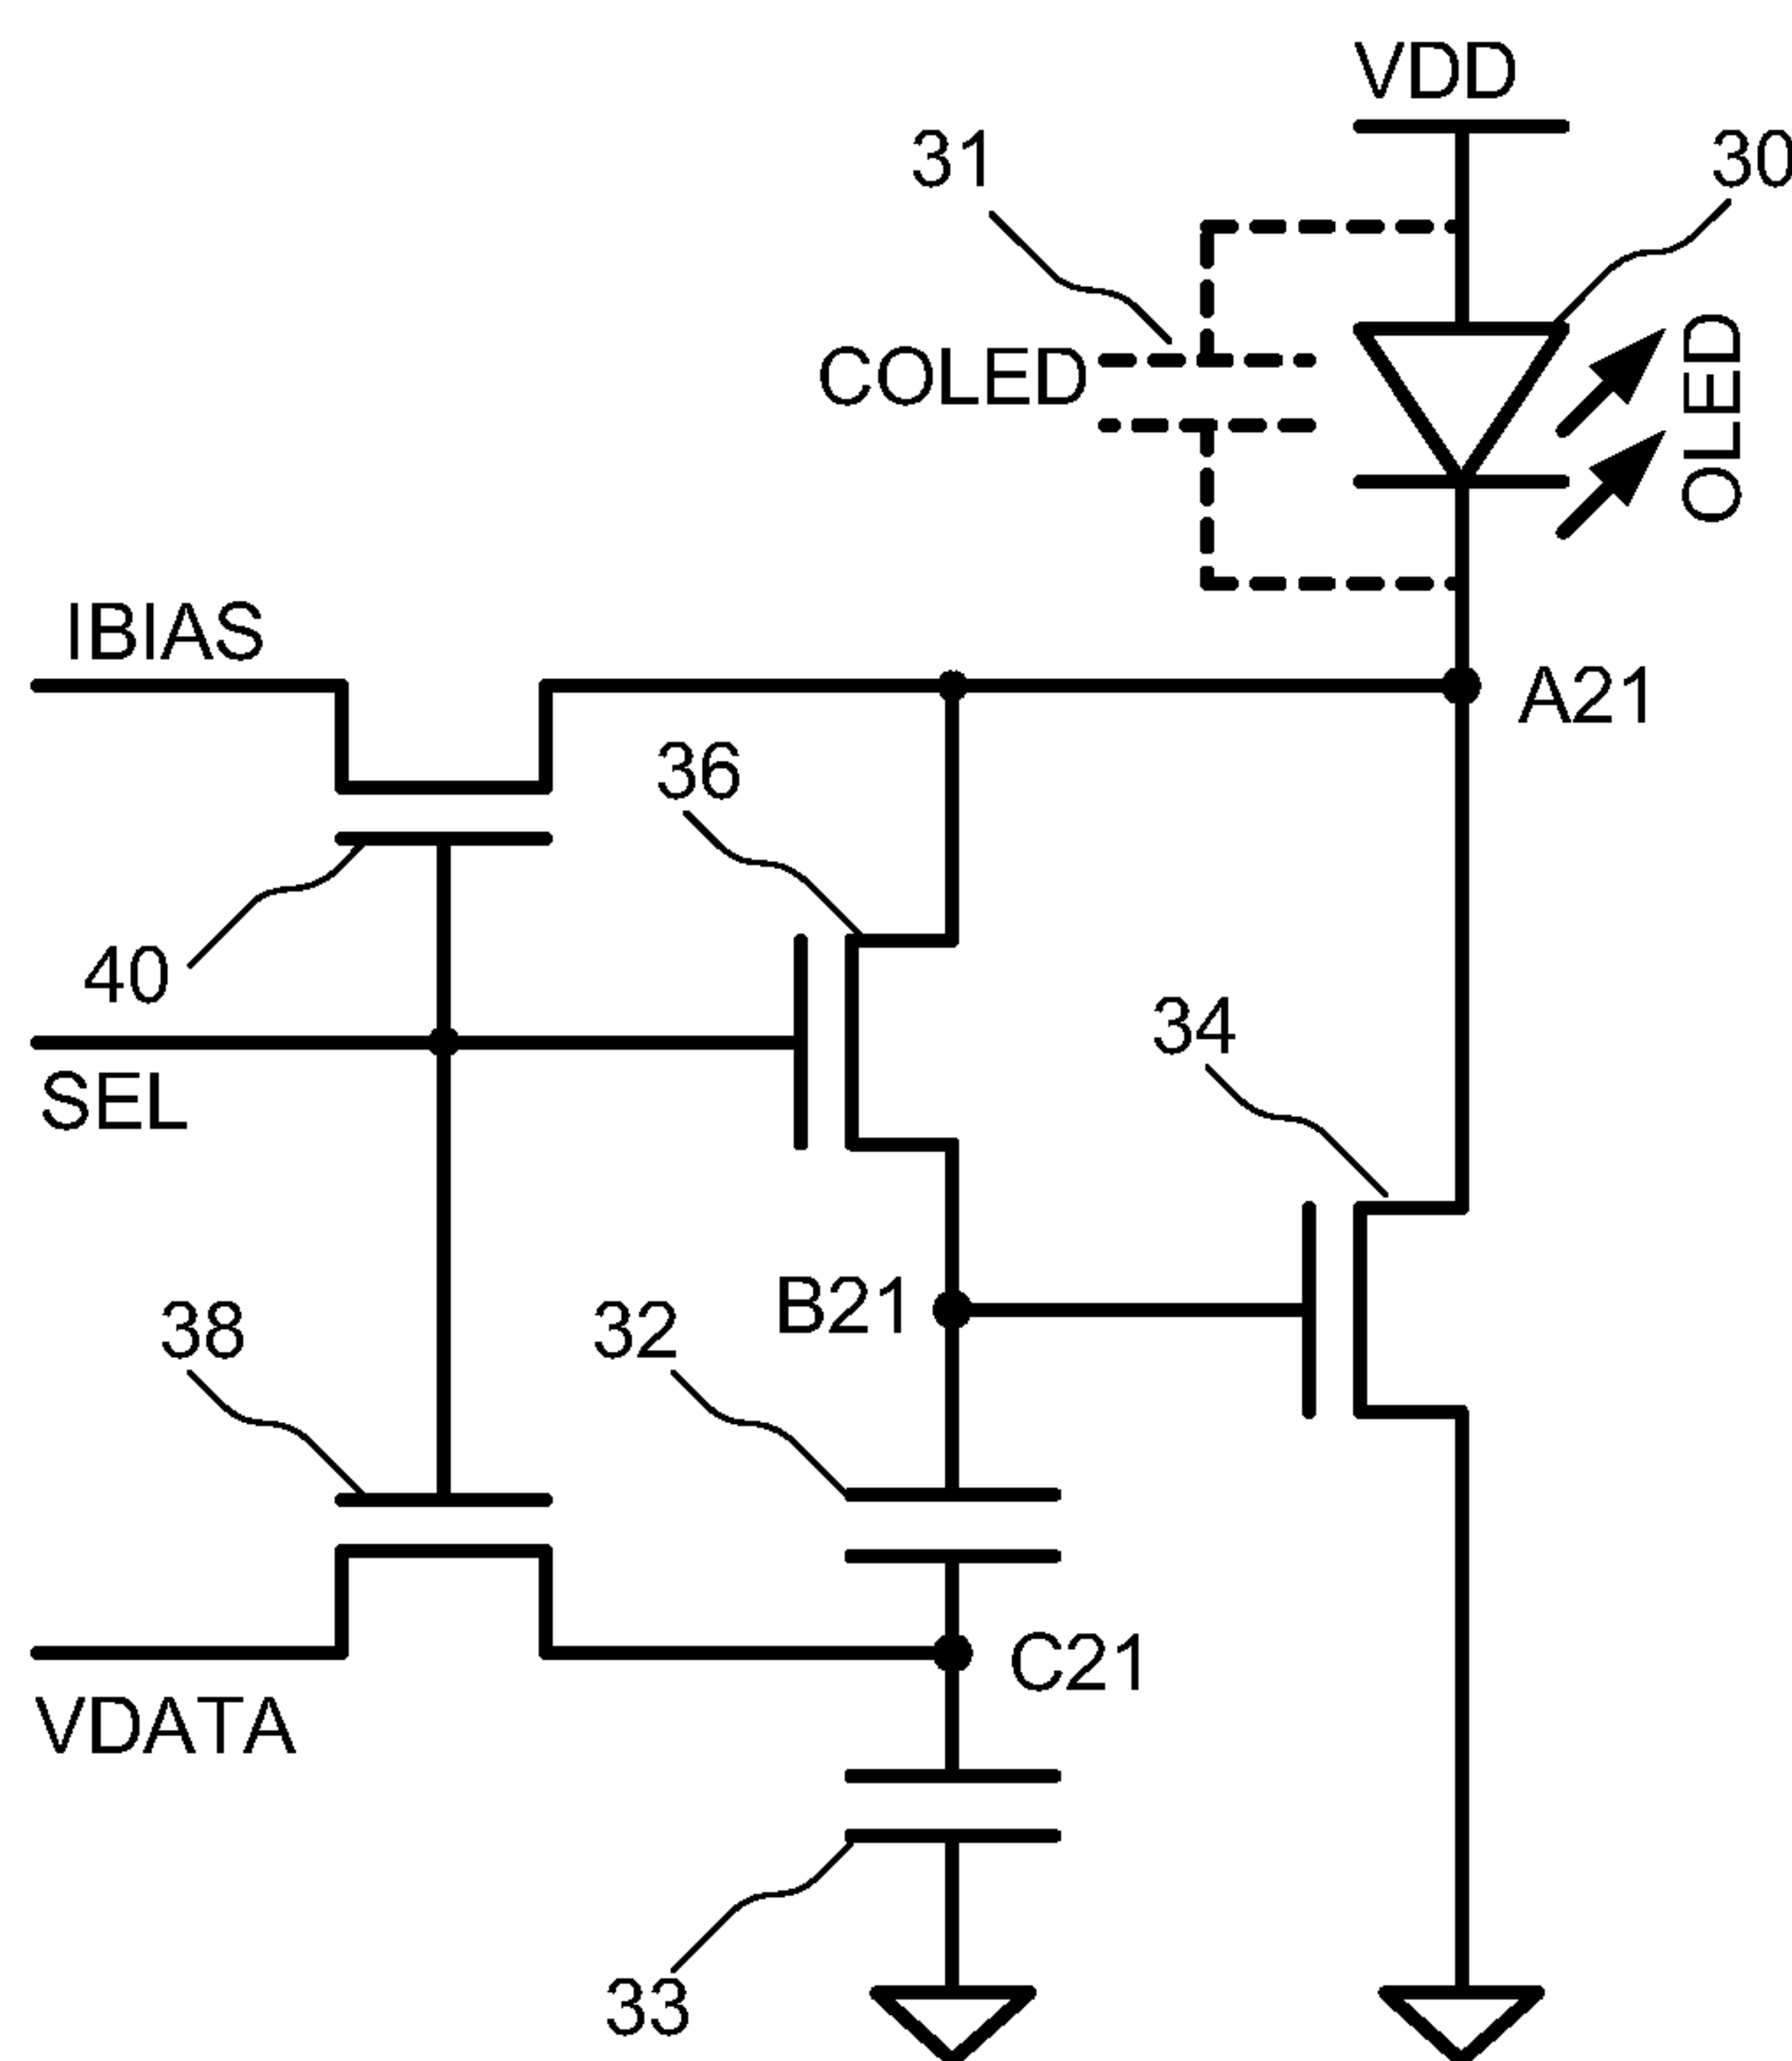 VDD
31
30
COLED
OLED
IBIAS
A21
36
40
34
SEL
B21
38
32
C21
VDATA
33